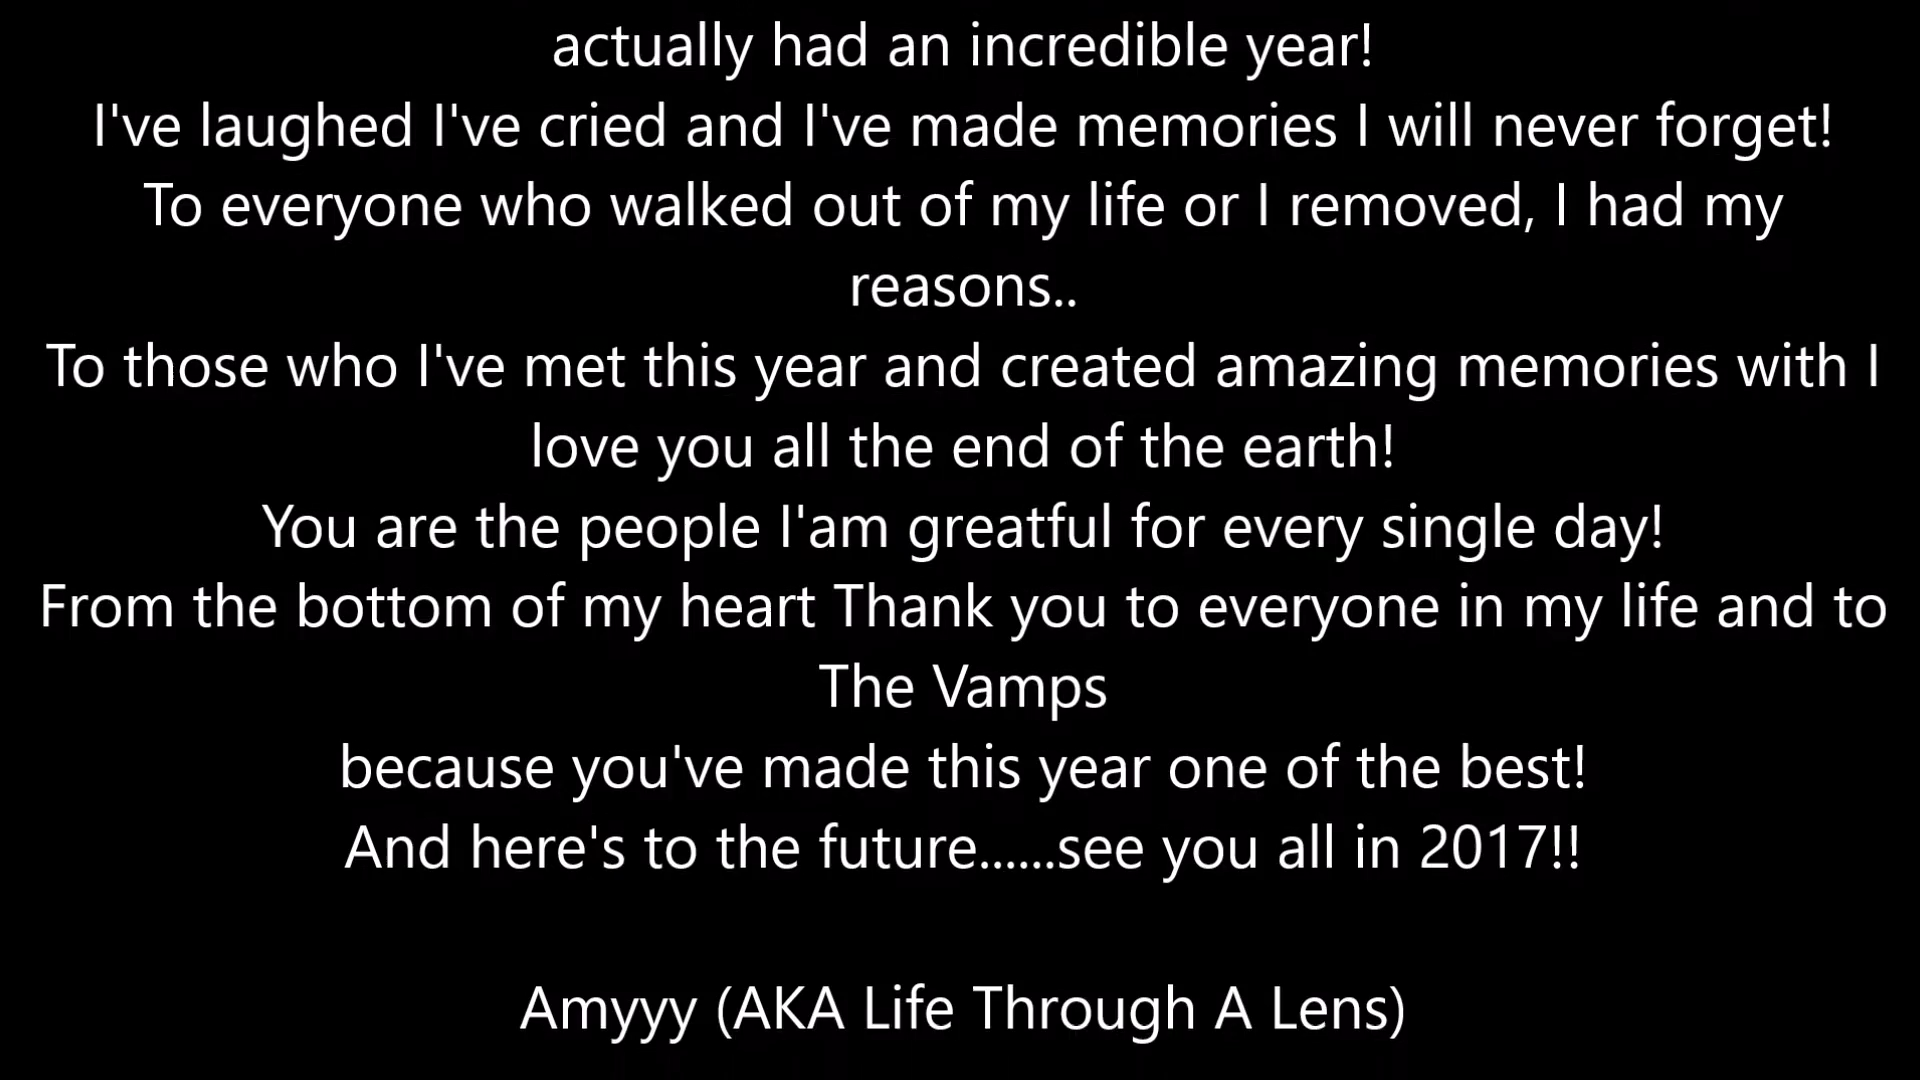 actually had an incredible year!
I've laughed I've cried and I've made memories I will never forget!
To everyone who walked out of my life or I removed, I had my
reasons..
To those who I've met this year and created amazing memories with I
love you all the end of the earth!
You are the people I'am greatful for every single day!
From the bottom of my heart Thank you to everyone in my life and to
The Vamps
because you've made this year one of the best!
And here's to the future......see you all in 2017!!
Amyyy (AKA Life Through A Lens)